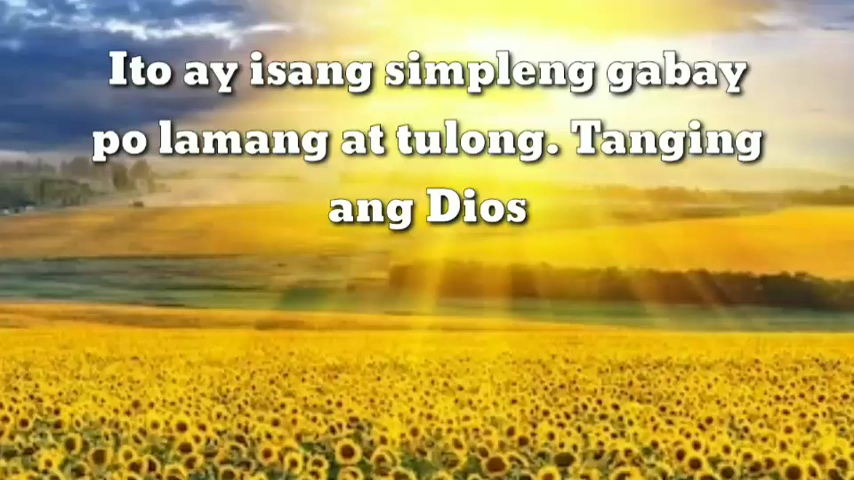 Ito ay isang simpleng gabay
po lamang at tulong. Tanging
ang Dios